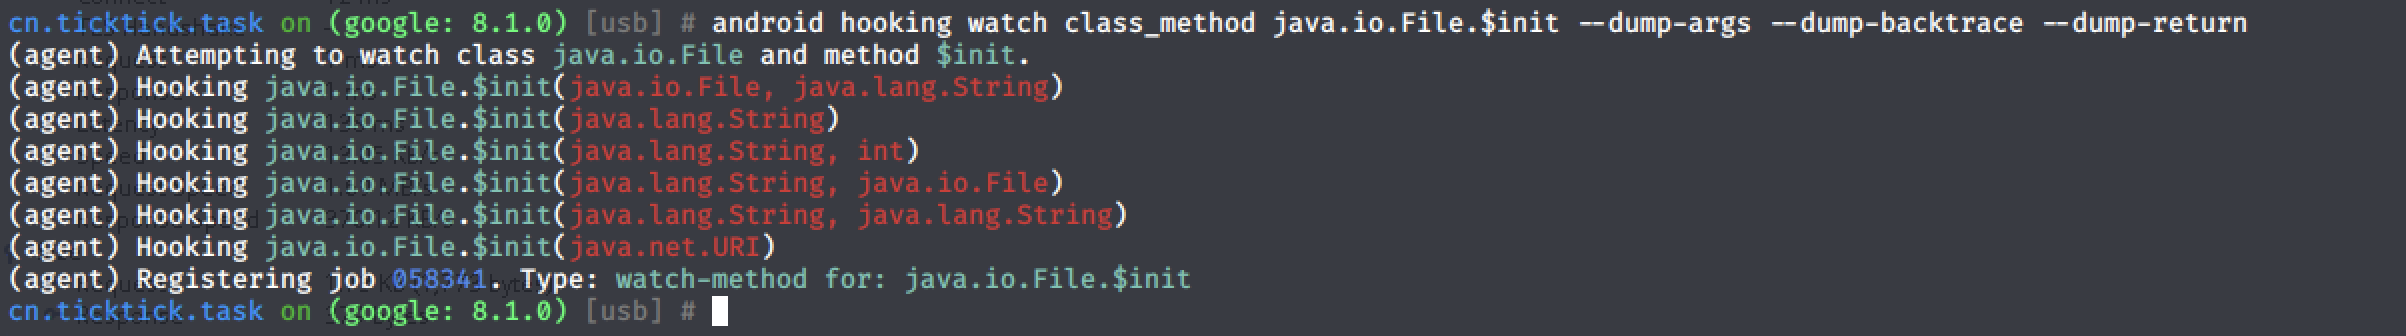 cn.ticktick.task on (google: 8.1.0) [usb] # android hooking watch class_method java.io.File.$init --dump-args --dump-backtrace --dump-return
(agent) Attempting to watch class java.io.File and method $init.
(agent) Hooking java.io.File.$init(java.io.File, java.lang.String)
(agent) Hooking java.io.File.$init(java.lang.String)
(agent) Hooking java.io.File.$init(java.lang.String, int)
(agent) Hooking java.io.File.$init(java.lang.String, java.io.File)
(agent) Hooking java.io.File.$init(java.lang.String, java.lang.String)
(agent) Hooking java.io.File.$init(java.net.URI)
(agent) Registering job 058341. Type: watch-method for: java.io.File.$init
cn.ticktick.task on (google: 8.1.0) [usb] #